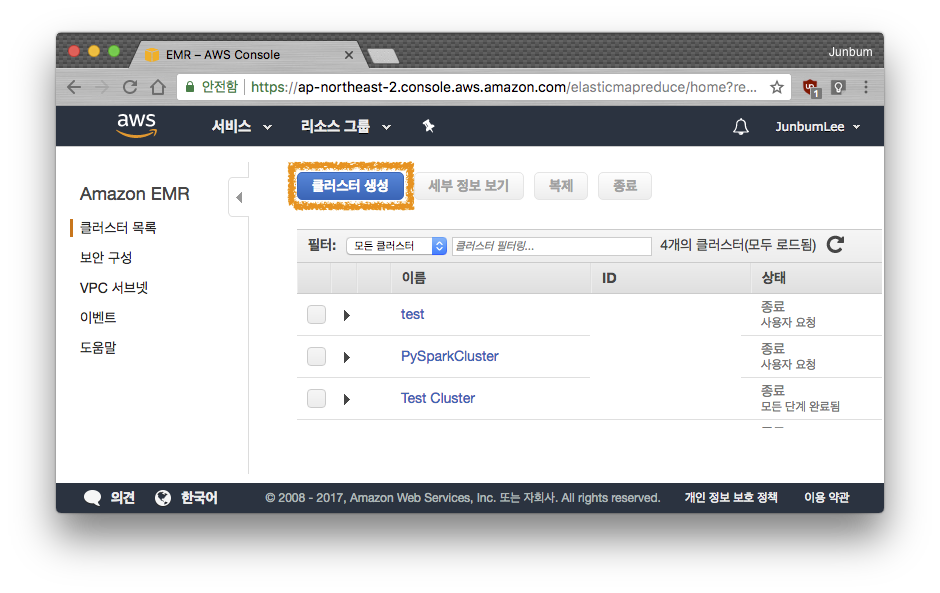 EMR – AWS Console
Junbum
안전함 https://ap-northeast-2.console.aws.amazon.com/elasticmapreduce/home?re...
1
aws 서비스 리소스 그룹 JunbumLee
Amazon EMR
클러스터 목록
보안 구성
VPC 서브넷
이벤트
도움말
클러스터 생성 세부 정보 보기 복제 종료
필터: 모든 클러스터 클러스터 필터링... 4개의 클러스터(모두 로드됨)
이름 ID 상태
test 종료
사용자 요청
PySparkCluster 종료
사용자 요청
Test Cluster 종료
모든 단계 완료됨
의견 한국어 © 2008 - 2017, Amazon Web Services, Inc. 또는 자회사. All rights reserved. 개인 정보 보호 정책 이용 약관